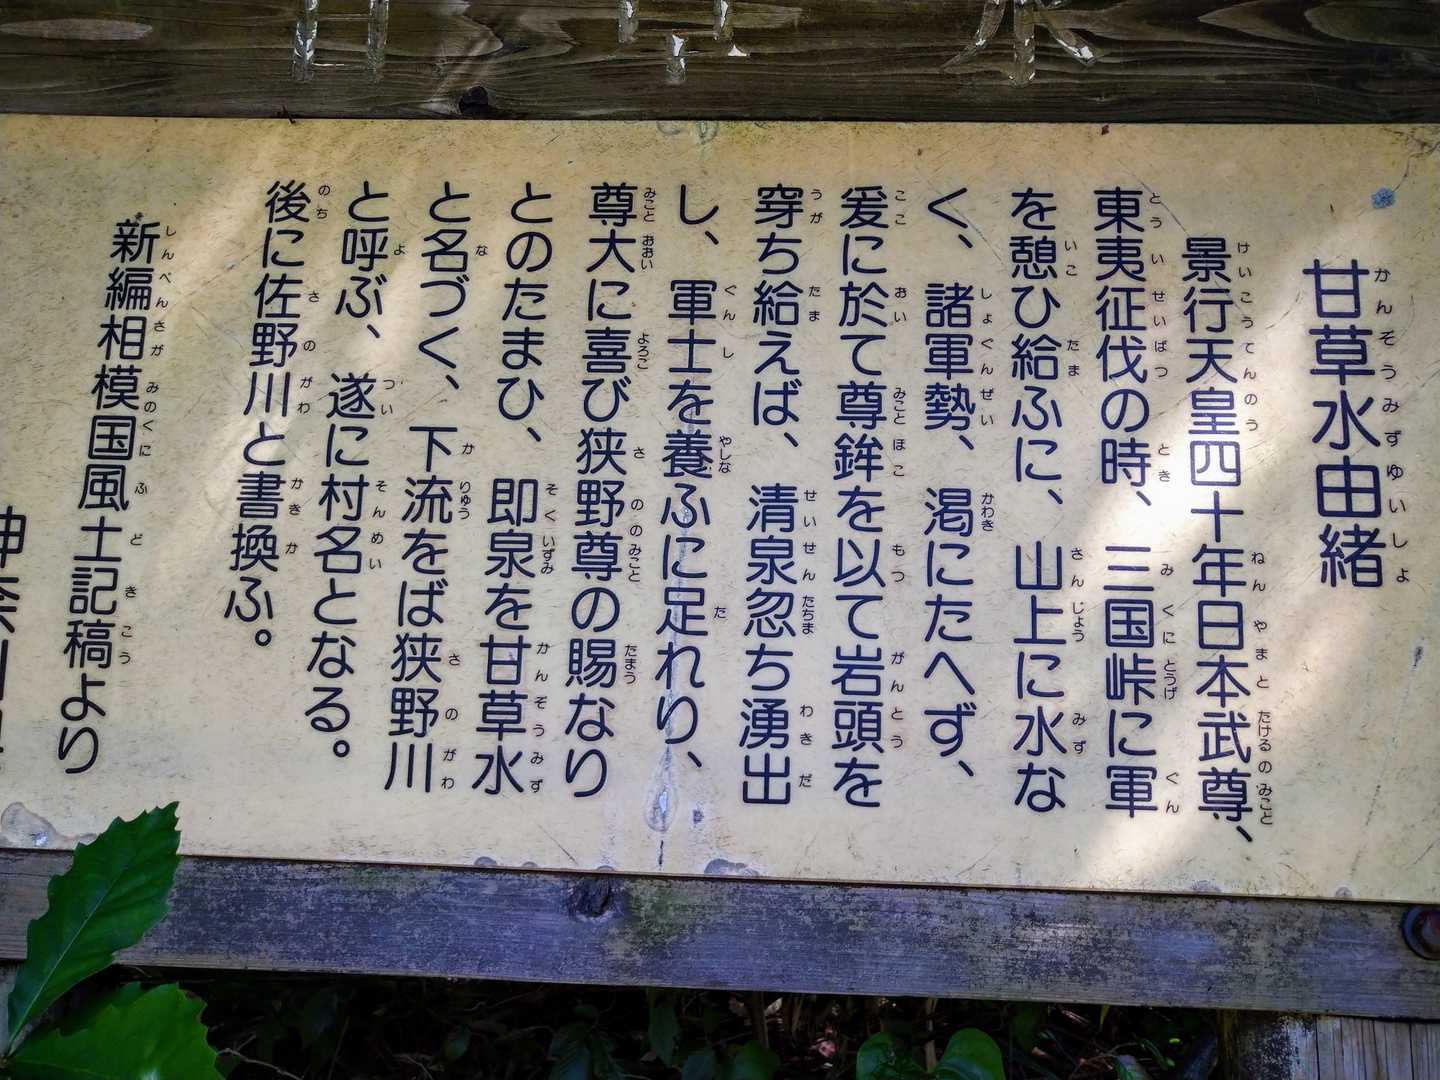 甘草水由緒
景行天皇四十年日本武尊、
東夷征伐の時、三国峠に軍
を憩ひ給ふに、山上に水な
く、諸軍勢、渇にたへず、
爰に於て尊鉾を以て岩頭を
穿ち給えば、清泉忽ち湧出
し、軍士を養ふに足れり、
尊大に喜び狭野尊の賜なり
とのたまひ、即泉を甘草水
と名づく、下流をば狭野川
と呼ぶ、遂に村名となる。
後に佐野川と書換ふ。
新編相模国風土記稿より